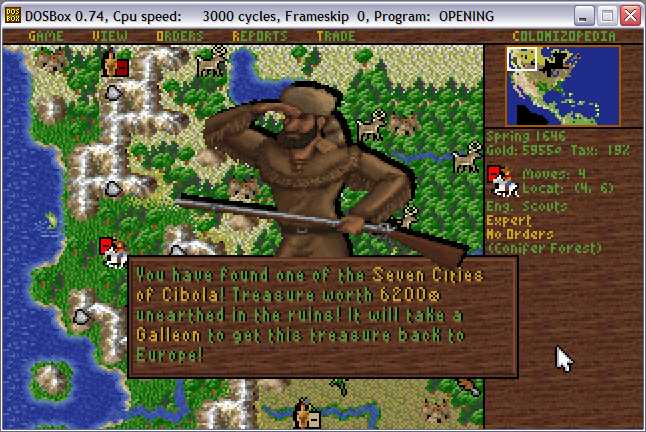 DOSBox 0.74, Cpu speed: 3000 cycles, Frameskip 0, Program: OPENING
GAME VIEW ORDERS REPORTS TRADE COLONIZOPEDIA
Spring 1646
Gold: 5955¢ Tax: 19%
Moves: 4
Locat: (4, 6)
Eng. Scouts
Expert
No Orders
(Conifer Forest)
You have found one of the Seven Cities
of Cibola! Treasure worth 6200¢
unearthed in the ruins! It will take a
Galleon to get this treasure back to
Europe!